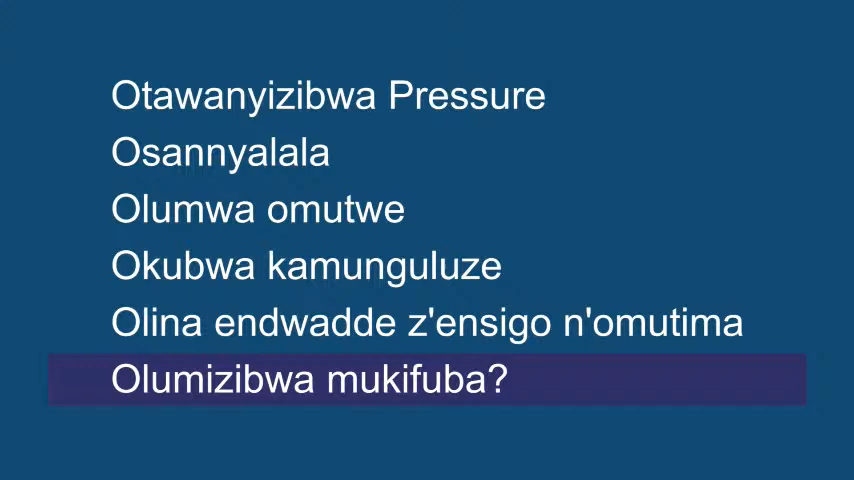 Otawanyizibwa Pressure
Osannyalala
Olumwa omutwe
Okubwa kamunguluze
Olina endwadde z'ensigo n'omutima
Olumizibwa mukifuba?